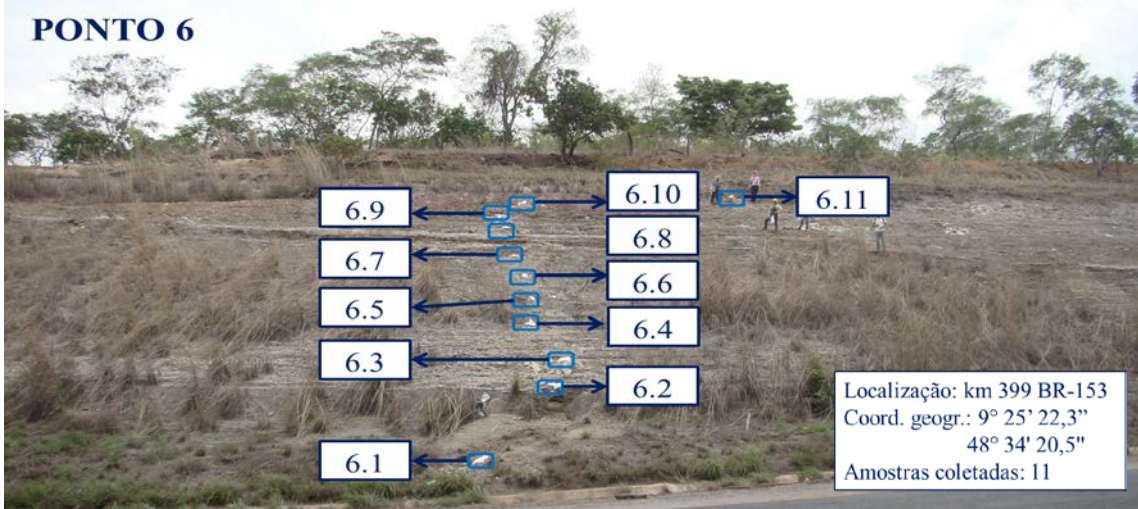 PONTO 6
6.9
6.10
6.11
6.7
6.8
6.5
6.6
6.3
6.4
6.2
6.1
Localização: km 399 BR-153
Coord. geogr.: 9° 25’ 22,3”
48° 34' 20,5"
Amostras coletadas: 11